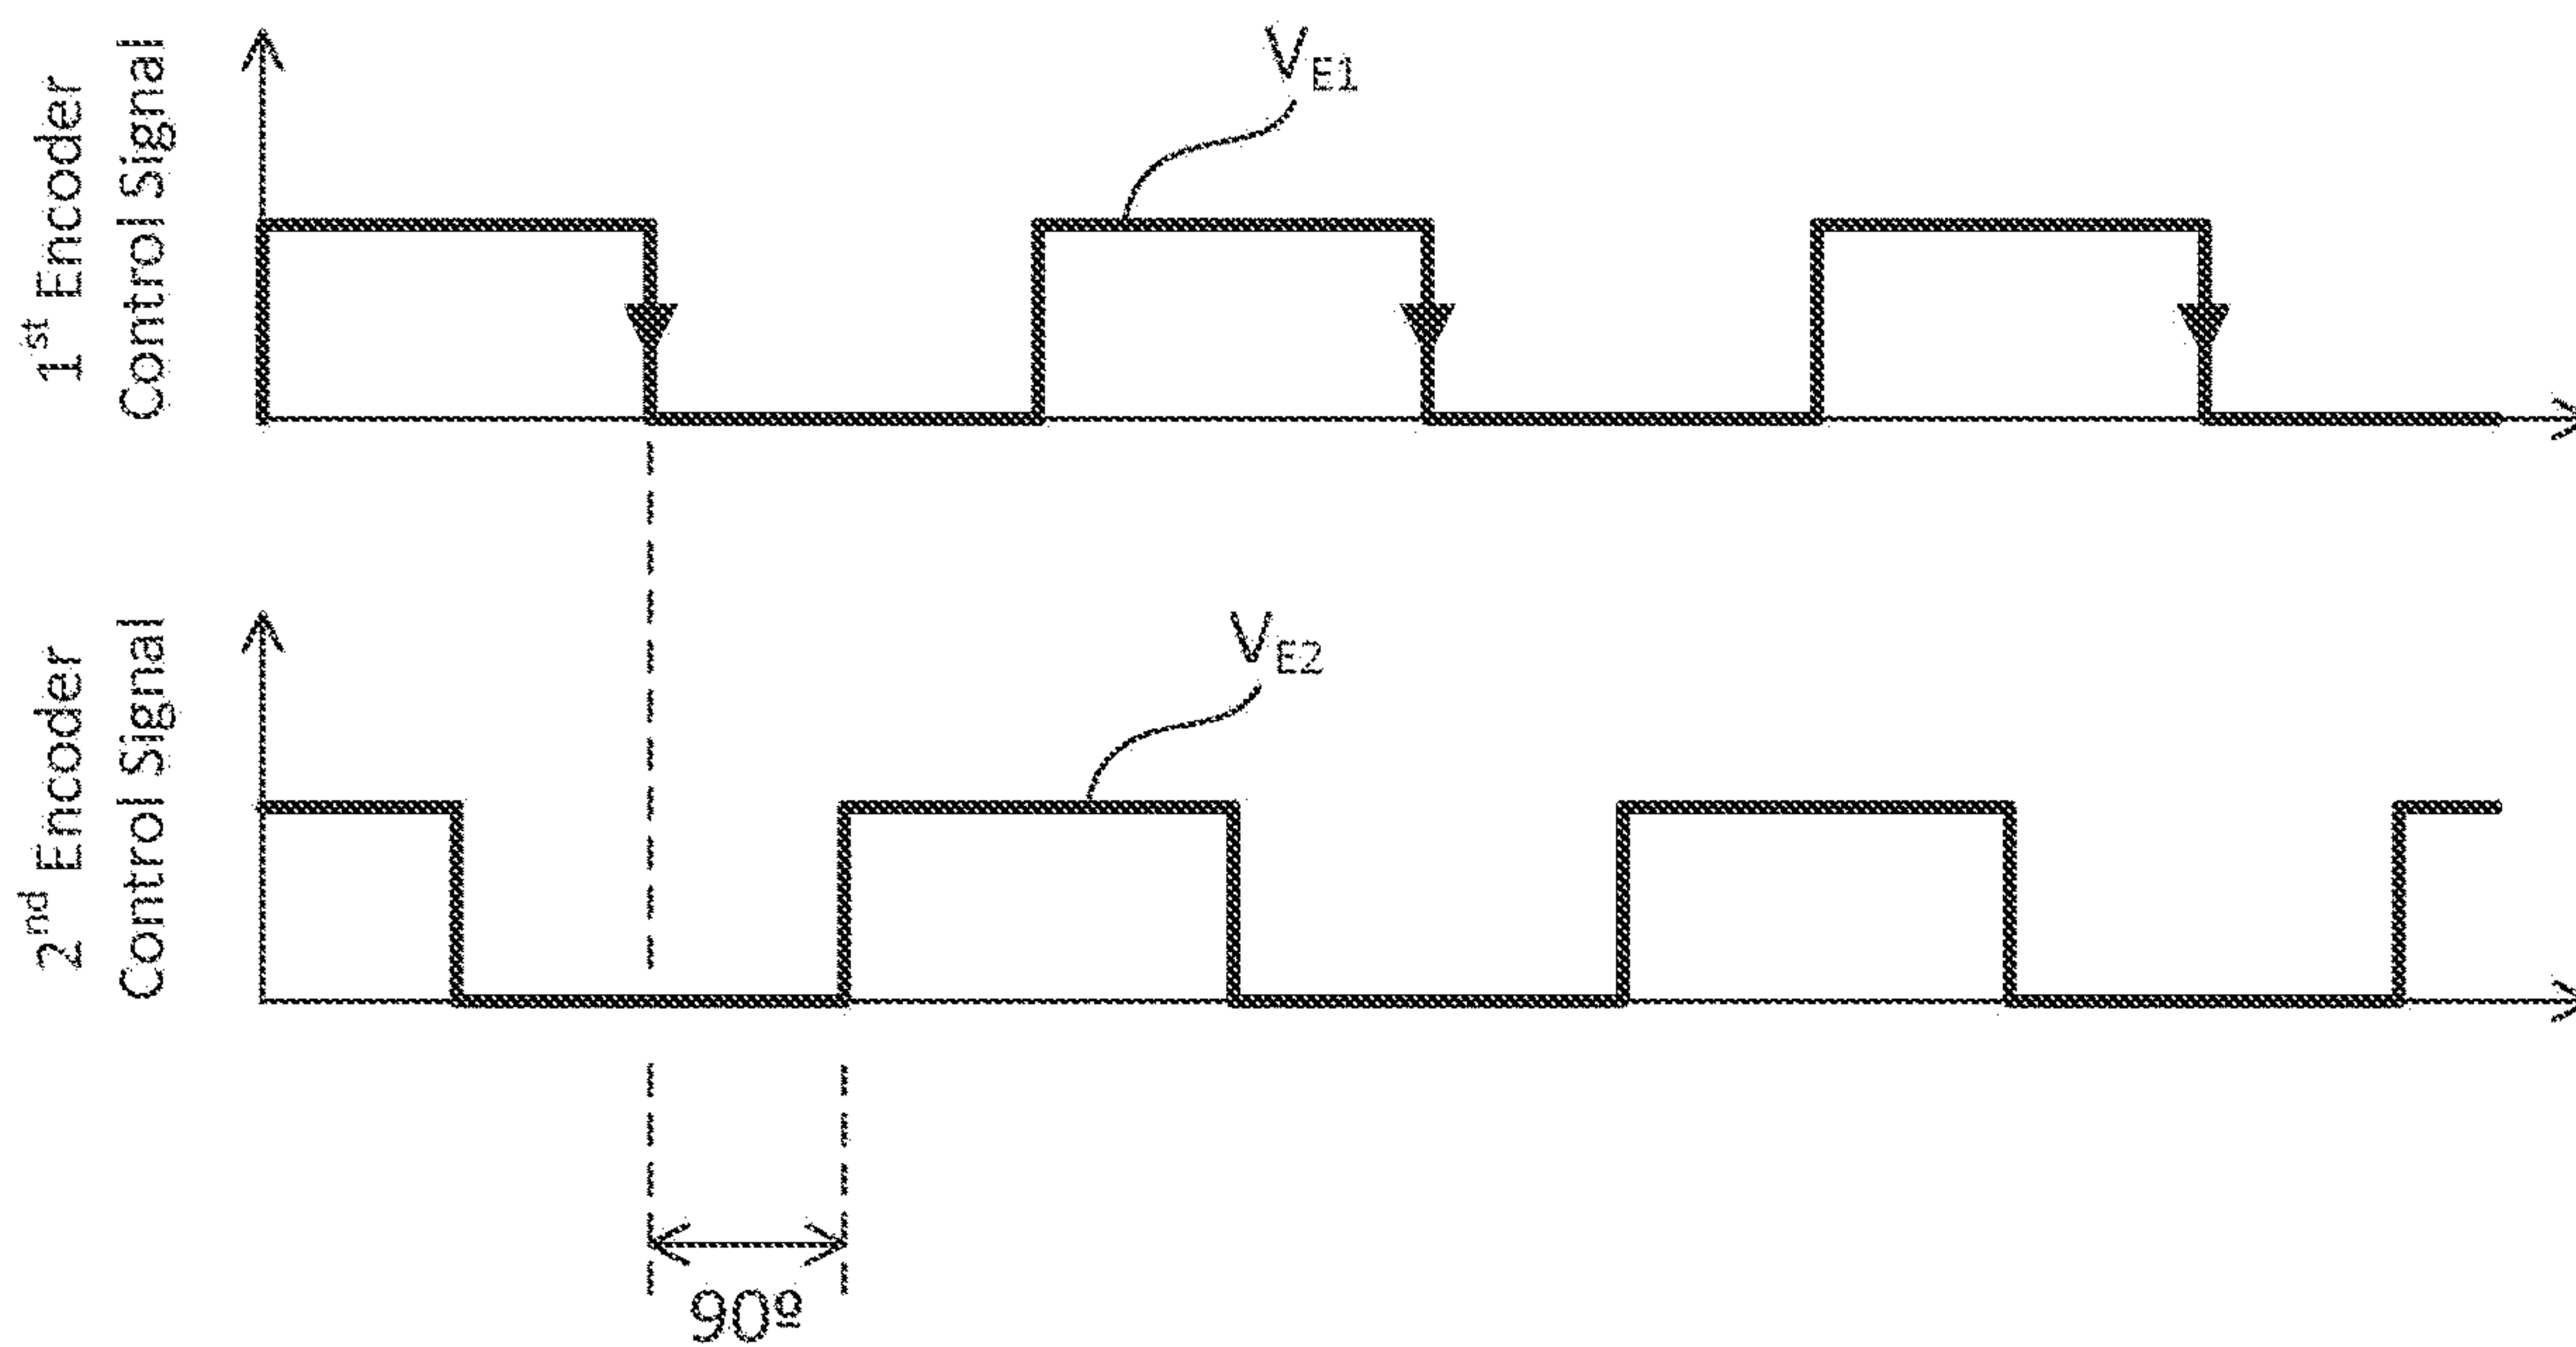 1st Encoder
Control Signal
VE1
2nd Encoder
Control Signal
VE2
90º